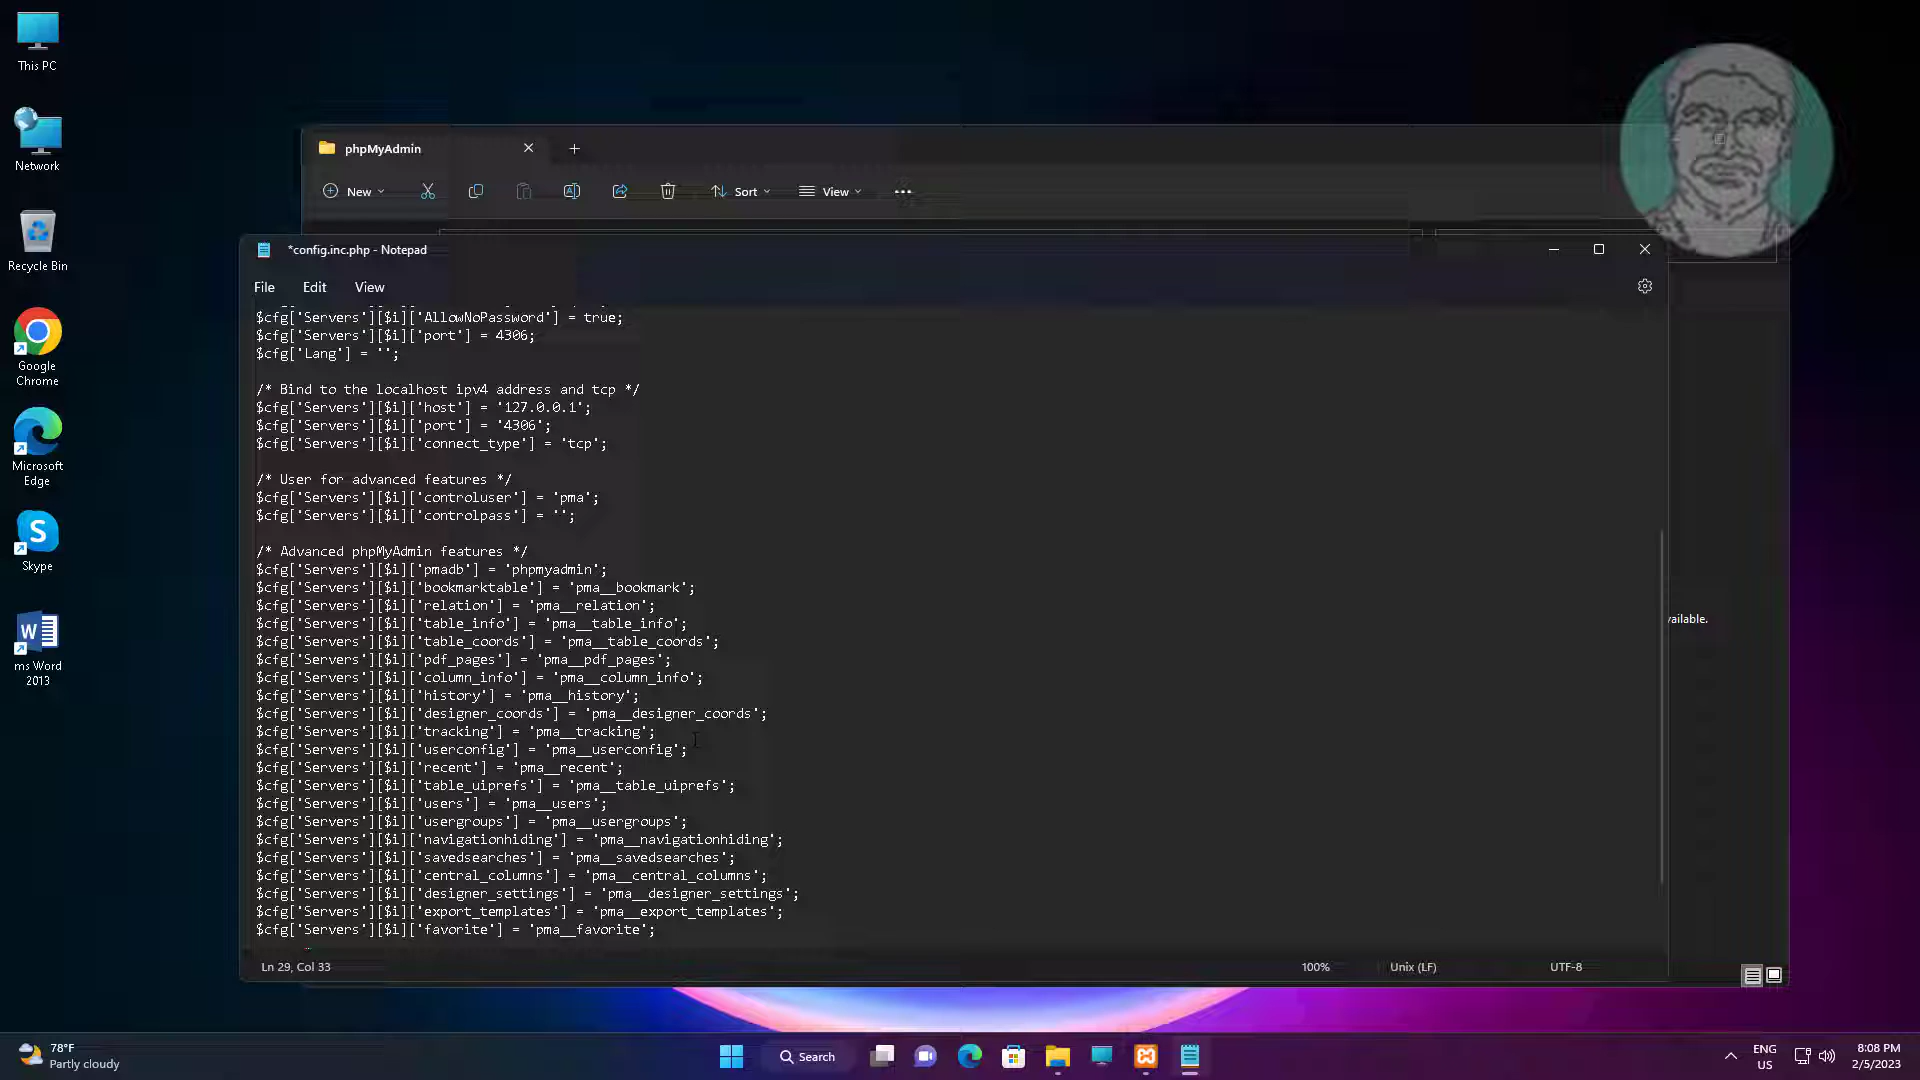 This PC
Network
Recycle Bin
Google
Chrome
Microsoft
Edge
Skype
ms Word
2013
phpMyAdmin
New
Sort
View
*config.inc.php - Notepad
File Edit View
$cfg['Servers'][$i]['AllowNoPassword'] = true;
$cfg['Servers'][$i]['port'] = 4306;
$cfg['Lang'] = '';
/* Bind to the localhost ipv4 address and tcp */
$cfg['Servers'][$i]['host'] = '127.0.0.1';
$cfg['Servers'][$i]['port'] = '4306';
$cfg['Servers'][$i]['connect_type'] = 'tcp';
/* User for advanced features */
$cfg['Servers'][$i]['controluser'] = 'pma';
$cfg['Servers'][$i]['controlpass'] = '';
/* Advanced phpMyAdmin features */
$cfg['Servers'][$i]['pmadb'] = 'phpmyadmin';
$cfg['Servers'][$i]['bookmarktable'] = 'pma__bookmark';
$cfg['Servers'][$i]['relation'] = 'pma__relation';
$cfg['Servers'][$i]['table_info'] = 'pma__table_info';
$cfg['Servers'][$i]['table_coords'] = 'pma__table_coords';
$cfg['Servers'][$i]['pdf_pages'] = 'pma__pdf_pages';
$cfg['Servers'][$i]['column_info'] = 'pma__column_info';
$cfg['Servers'][$i]['history'] = 'pma__history';
$cfg['Servers'][$i]['designer_coords'] = 'pma__designer_coords';
$cfg['Servers'][$i]['tracking'] = 'pma__tracking';
$cfg['Servers'][$i]['userconfig'] = 'pma__userconfig';
$cfg['Servers'][$i]['recent'] = 'pma__recent';
$cfg['Servers'][$i]['table_uiprefs'] = 'pma__table_uiprefs';
$cfg['Servers'][$i]['users'] = 'pma__users';
$cfg['Servers'][$i]['usergroups'] = 'pma__usergroups';
$cfg['Servers'][$i]['navigationhiding'] = 'pma__navigationhiding';
$cfg['Servers'][$i]['savedsearches'] = 'pma__savedsearches';
$cfg['Servers'][$i]['central_columns'] = 'pma__central_columns';
$cfg['Servers'][$i]['designer_settings'] = 'pma__designer_settings';
$cfg['Servers'][$i]['export_templates'] = 'pma__export_templates';
$cfg['Servers'][$i]['favorite'] = 'pma__favorite';
vailable.
Ln 29, Col 33
100%
Unix (LF)
UTF-8
78°F
Partly cloudy
Search
ENG
US
8:08 PM
2/5/2023